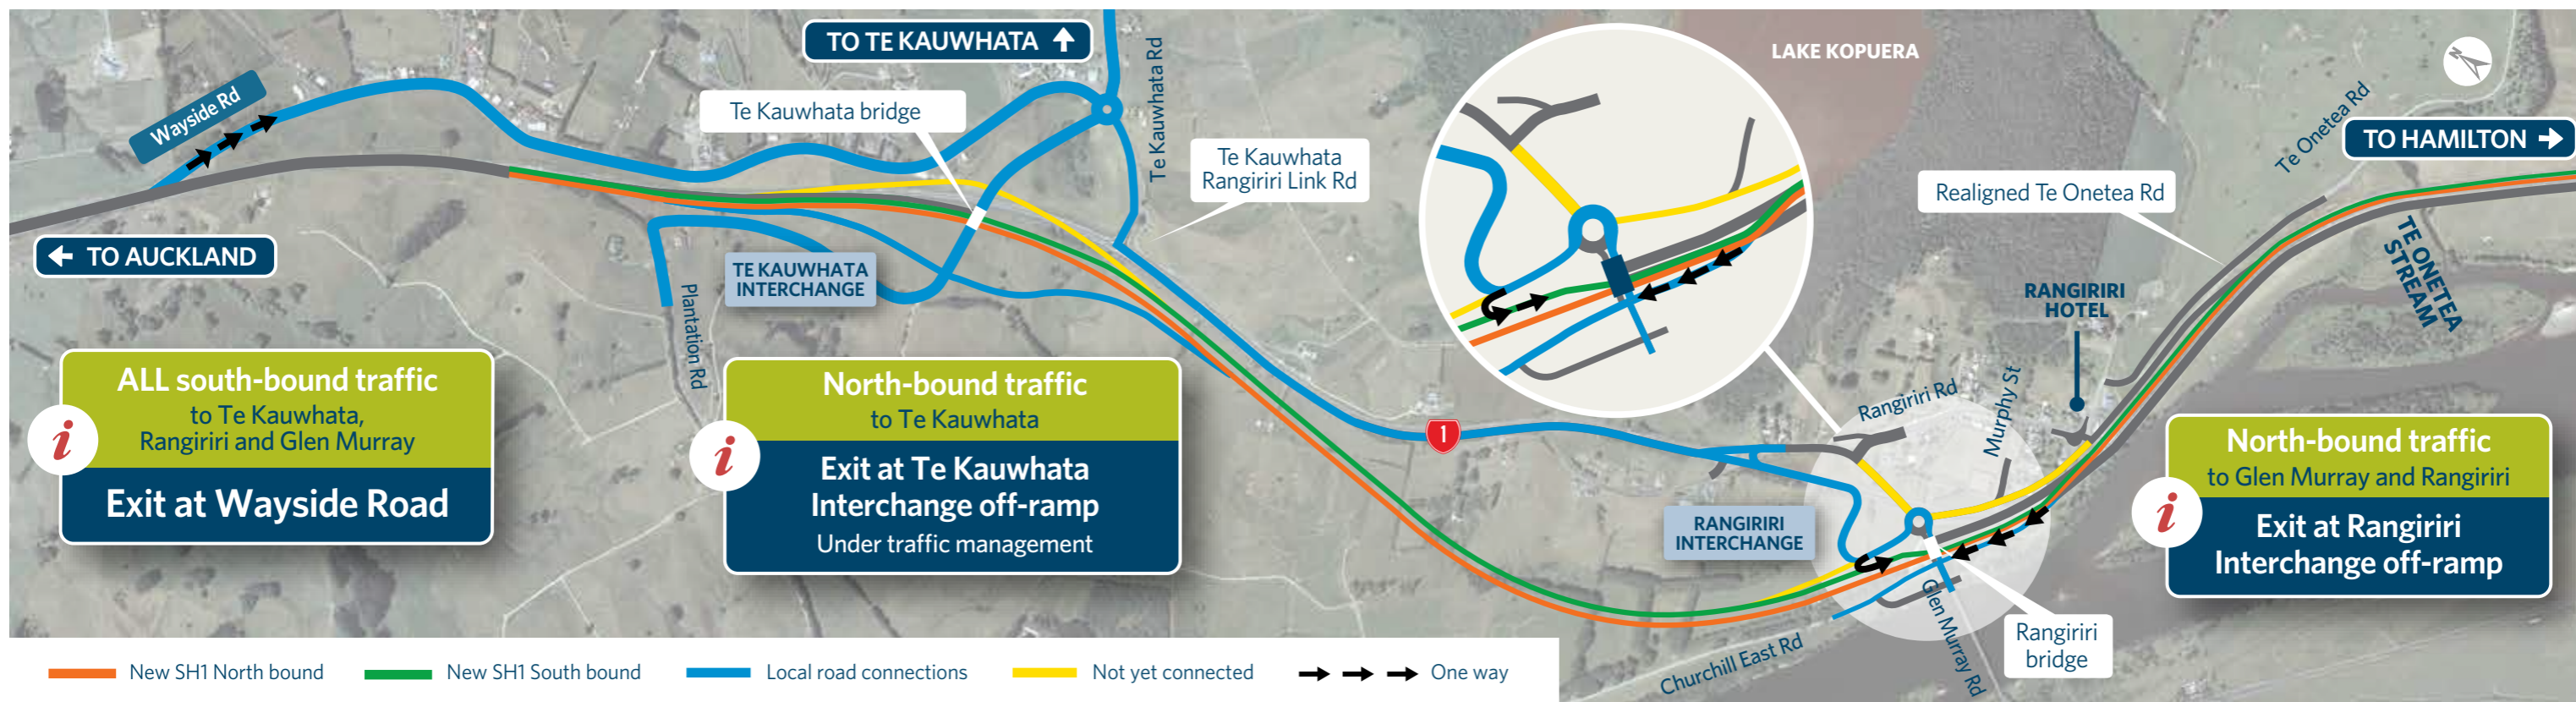 TO TE KAUWHATA
LAKE KOPUERA
N
Wayside Rd
Te Kauwhata bridge
Te Kauwhata Rd
Te Kauwhata
Rangiriri Link Rd
Te Onetea Rd
TO HAMILTON
Realigned Te Onetea Rd
TO AUCKLAND
TE KAUWHATA
INTERCHANGE
Plantation Rd
TE ONETEA
STREAM
RANGIRIRI
HOTEL
i
ALL south-bound traffic
to Te Kauwhata,
Rangiriri and Glen Murray
Exit at Wayside Road
i
North-bound traffic
to Te Kauwhata
Exit at Te Kauwhata
Interchange off-ramp
Under traffic management
1
Rangiriri Rd
Murphy St
RANGIRIRI
INTERCHANGE
i
North-bound traffic
to Glen Murray and Rangiriri
Exit at Rangiriri
Interchange off-ramp
Glen Murray Rd
Rangiriri
bridge
Churchill East Rd
New SH1 North bound
New SH1 South bound
Local road connections
Not yet connected
One way